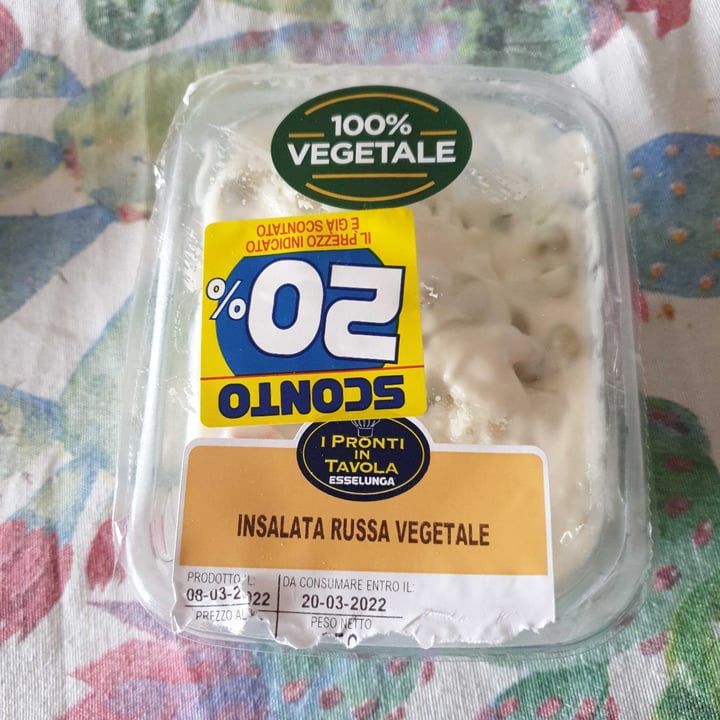 100%
VEGETALE
SCONTO
20%
IL PREZZO INDICATO
È GIÀ SCONTATO
I PRONTI
IN
TAVOLA
ESSELUNGA
INSALATA RUSSA VEGETALE
PRODOTTO IL: DA CONSUMARE ENTRO IL:
08-03-2022 20-03-2022
PREZZO AL PESO NETTO